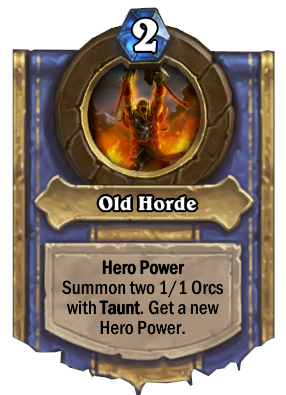 2
Old Horde
Hero Power
Summon two 1/1 Orcs
with Taunt. Get a new
Hero Power.